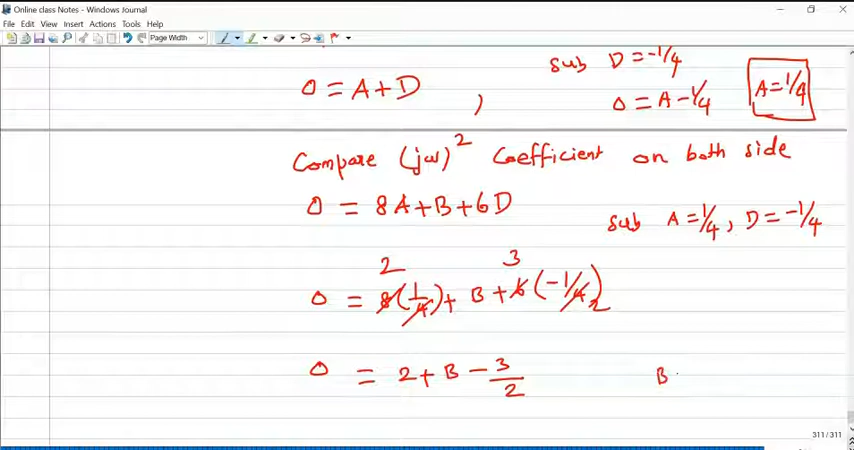 Online class Notes - Windows Journal
File Edit View Insert Actions Tools Help
Page Width
sub D = -1/4
0 = A + D , 0 = A - 1/4 A = 1/4
Compare (jω)² Coefficient on both side
0 = 8A + B + 6D
sub A = 1/4, D = -1/4
2 3
0 = 8(1/4) + B + 6(-1/4) 2
0 = 2 + B - 3/2 B
311 / 311